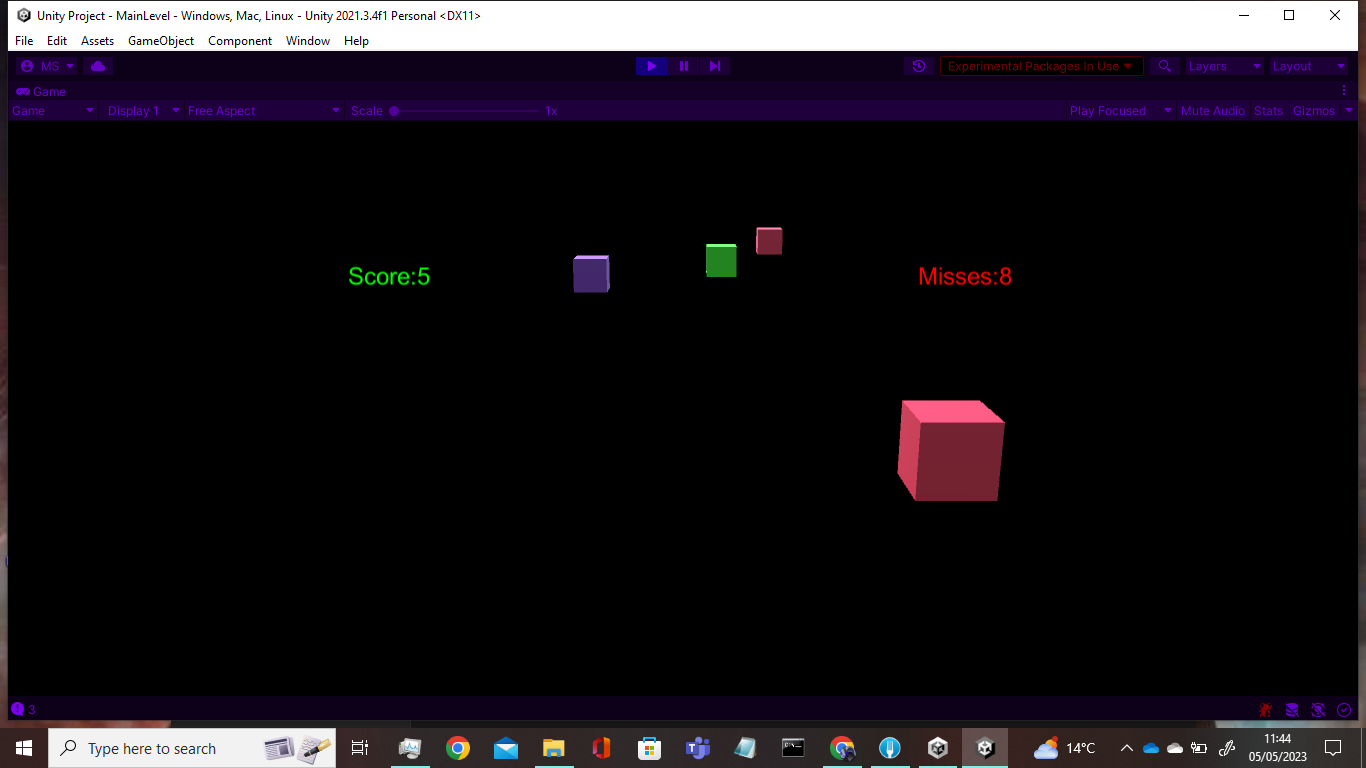 Unity Project - MainLevel - Windows, Mac, Linux - Unity 2021.3.4f1 Personal <DX11>
File Edit Assets GameObject Component Window Help
MS Experimental Packages In Use Layers Layout
Game
Game Display 1 Free Aspect Scale 1x Play Focused Mute Audio Stats Gizmos
Score:5 Misses:8
3
Type here to search 14°C 11:44
05/05/2023